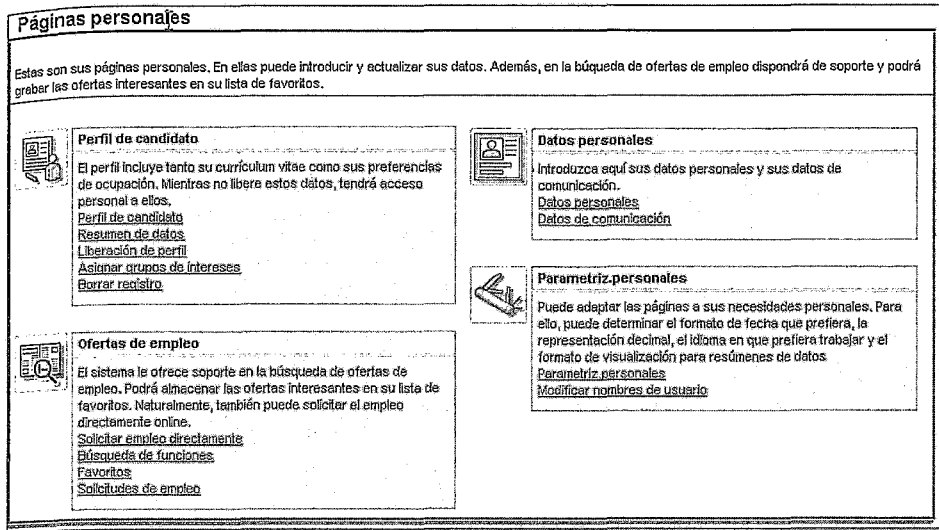 Páginas personales
Estas son sus páginas personales. En ellas puede introducir y actualizar sus datos. Además, en la búqueda de ofertas de empleo dispondrá de soporte y podrá
grabar las ofertas interesantes en su lista de favoritos.
Perfil de candidato
El perfil incluye tanto su currículum vitae como sus preferencias
de ocupación. Mientras no libere estos datos, tendrá acceso
personal a ellos.
Perfil de candidato
Resumen de datos
Liberación de perfil
Asignar grupos de intereses
Borrar registro
Ofertas de empleo
El sistema le ofrece soporte en la búsqueda de ofertas de
empleo. Podrá almacenar las ofertas interesantes en su lista de
favoritos. Naturalmente, también puede solicitar el empleo
directamente online.
Solicitar empleo directamente
Búsqueda de funciones
Favoritos
Solicitudes de empleo
Datos personales
Introduzca aquí sus datos personales y sus datos de
comunicación.
Datos personales
Datos de comunicación
Parametriz.personales
Puede adaptar las páginas a sus necesidades personales. Para
ello, puede determinar el formato de fecha que prefiera, la
representación decimal, el idioma en que prefiera trabajar y el
formato de visualización para resúmenes de datos
Parametriz.personales
Modificar nombres de usuario